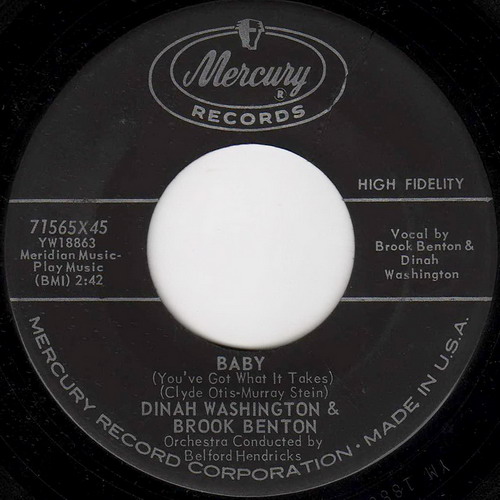 Mercury
®
RECORDS
HIGH FIDELITY
71565X45
YW18863
Meridian Music-
Play Music
(BMI) 2:42
Vocal by
Brook Benton &
Dinah
Washington
BABY
(You've Got What It Takes)
(Clyde Otis-Murray Stein)
DINAH WASHINGTON &
BROOK BENTON
Orchestra Conducted by
Belford Hendricks
MERCURY RECORD CORPORATION • MADE IN U.S.A.